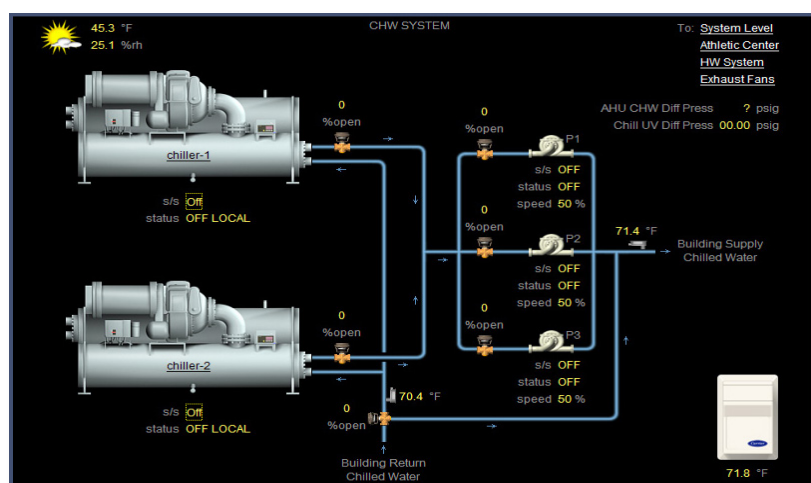 CHW SYSTEM
45.3 °F
25.1 %rh
To: System Level
Athletic Center
HW System
Exhaust Fans
AHU CHW Diff Press ? psig
Chill UV Diff Press 00.00 psig
0
%open
chiller-1
s/s Off
status OFF LOCAL
0
%open
P1
s/s OFF
status OFF
speed 50 %
0
%open
P2
s/s OFF
status OFF
speed 50 %
71.4 °F
Building Supply
Chilled Water
0
%open
chiller-2
s/s Off
status OFF LOCAL
0
%open
P3
s/s OFF
status OFF
speed 50 %
70.4 °F
0
%open
Building Return
Chilled Water
Carrier
71.8 °F